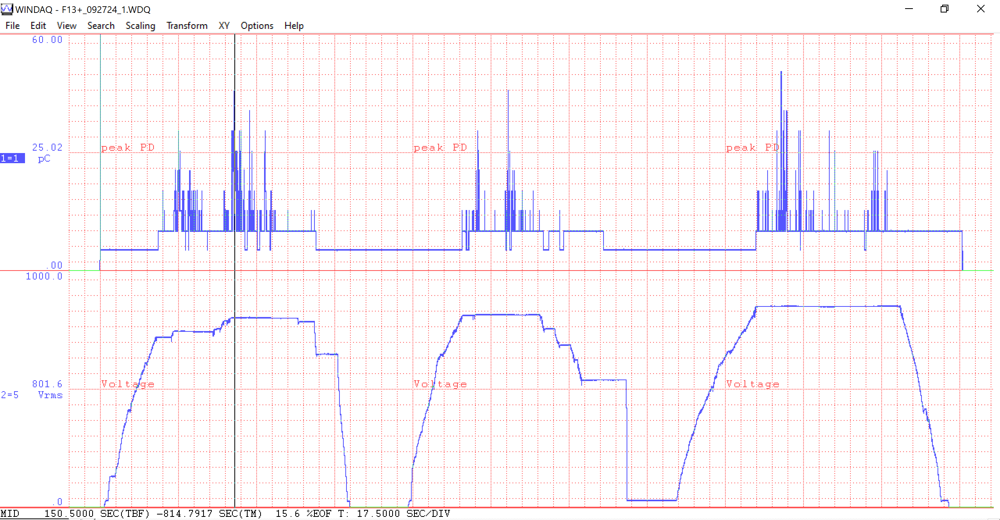 WINDAQ - F13+_092724_1.WDQ
File Edit View Search Scaling Transform XY Options Help
60.00
25.02 peak PD peak PD peak PD
1=1 pC
.00
1000.0
801.6 Voltage Voltage Voltage
2=5 Vrms
.0
MID 150.5000 SEC(TBF) -814.7917 SEC(TM) 15.6 %EOF T: 17.5000 SEC/DIV